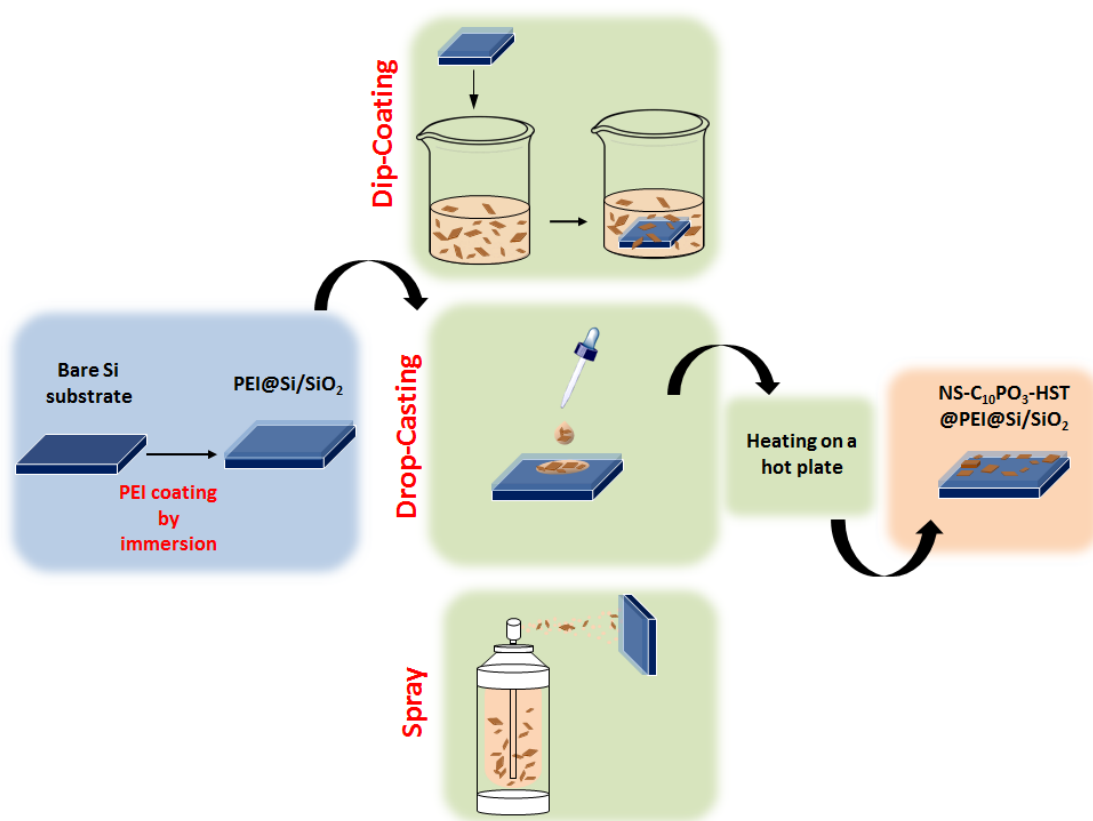 Dip-Coating
Bare Si
substrate
PEI@Si/SiO₂
PEI coating
by
immersion
Drop-Casting
Heating on a
hot plate
NS-C₁₀PO₃-HST
@PEI@Si/SiO₂
Spray